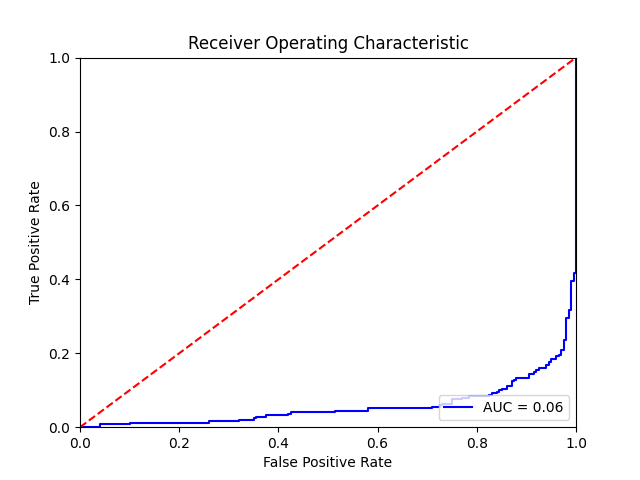 Receiver Operating Characteristic
1.0
0.8
0.6
0.4
0.2
0.0
True Positive Rate
AUC = 0.06
0.0 0.2 0.4 0.6 0.8 1.0
False Positive Rate